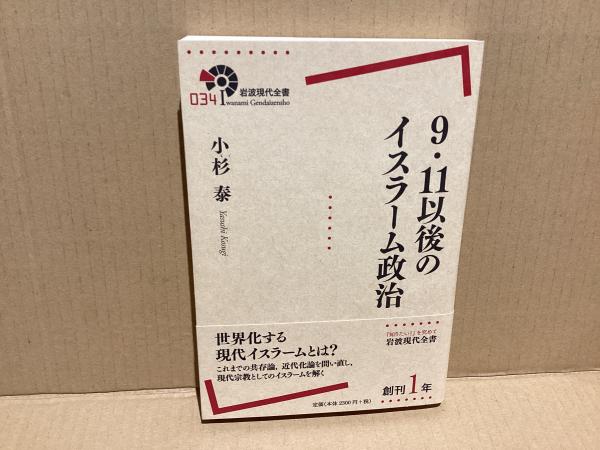 034
岩波現代全書
Iwanami Gendaizensho
9・11以後の
イスラーム政治
小杉 泰
Yasushi Kosugi
世界化する
現代イスラームとは?
これまでの共存論，近代化論を問い直し，
現代宗教としてのイスラームを解く
定価(本体2300円+税)
「知りたい!」を究めて
岩波現代全書
創刊1年